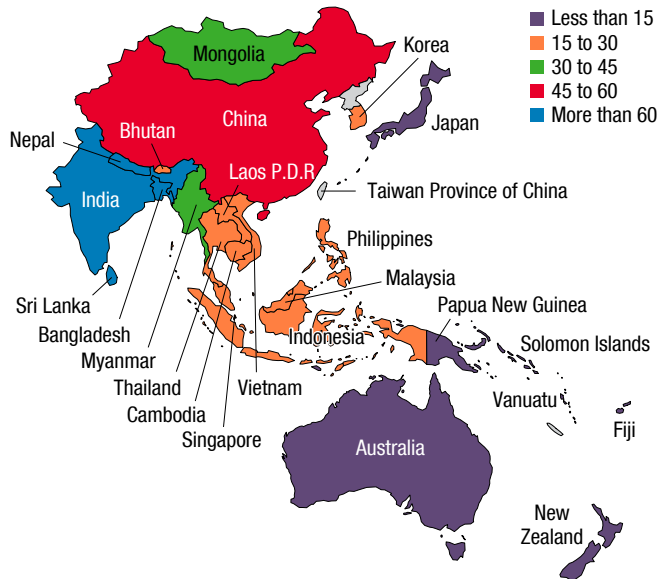 Less than 15
15 to 30
30 to 45
45 to 60
More than 60
Mongolia
Korea
China
Japan
Nepal
Bhutan
Laos P.D.R
India
Taiwan Province of China
Philippines
Malaysia
Sri Lanka
Papua New Guinea
Bangladesh
Indonesia
Solomon Islands
Myanmar
Thailand
Vietnam
Vanuatu
Cambodia
Singapore
Fiji
Australia
New
Zealand